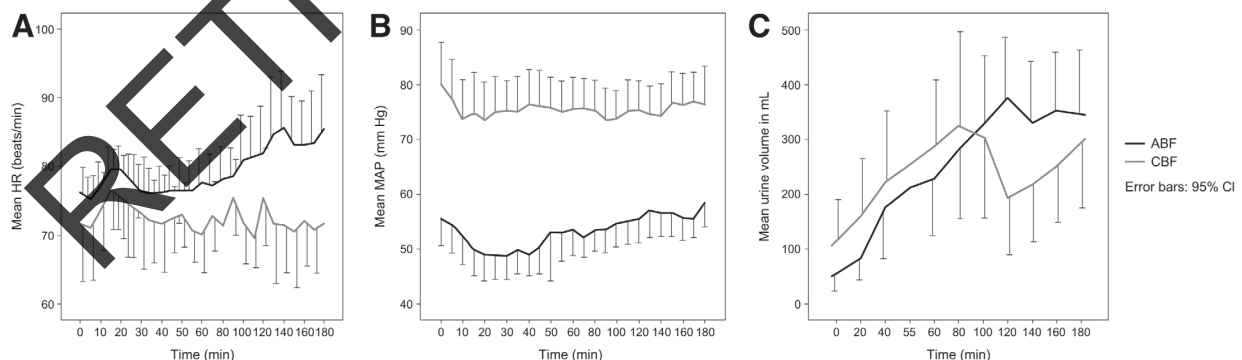 A
B
C
RET
Mean HR (beats/min)
100
90
80
70
60
0 10 20 30 40 50 60 80 100 120 140 160 180
Time (min)
Mean MAP (mm Hg)
90
80
70
60
50
40
0 10 20 30 40 50 60 80 100 120 140 160 180
Time (min)
Mean urine volume in mL
500
400
300
200
100
0
0 20 40 55 60 80 100 120 140 160 180
Time (min)
ABF
CBF
Error bars: 95% CI